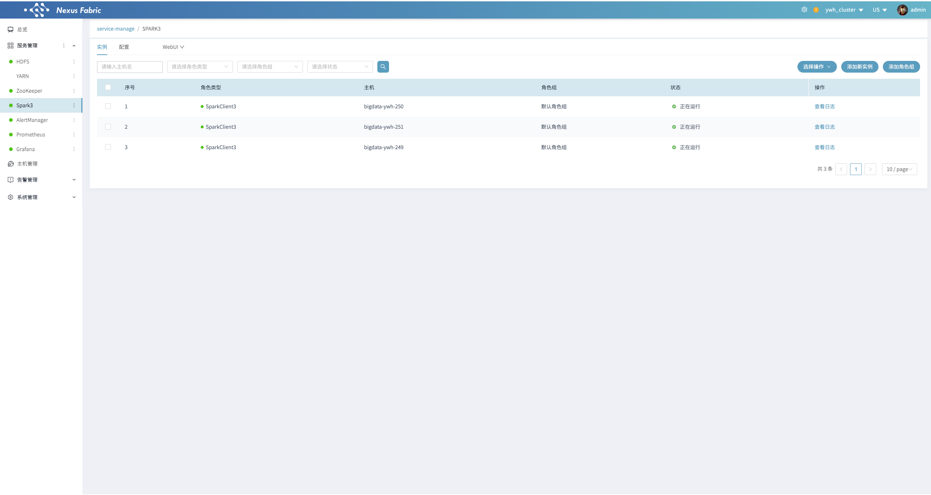 Nexus Fabric
ywh_cluster
US
admin
总览
服务管理
HDFS
YARN
ZooKeeper
Spark3
AlertManager
Prometheus
Grafana
主机管理
告警管理
系统管理
service-manage / SPARK3
实例 配置 WebUI
请输入主机名 请选择角色类型 请选择角色组 请选择状态
选择操作 添加新实例 添加角色组
序号 角色类型 主机 角色组 状态 操作
1 SparkClient3 bigdata-ywh-250 默认角色组 正在运行 查看日志
2 SparkClient3 bigdata-ywh-251 默认角色组 正在运行 查看日志
3 SparkClient3 bigdata-ywh-249 默认角色组 正在运行 查看日志
共 3 条 1 10 / page